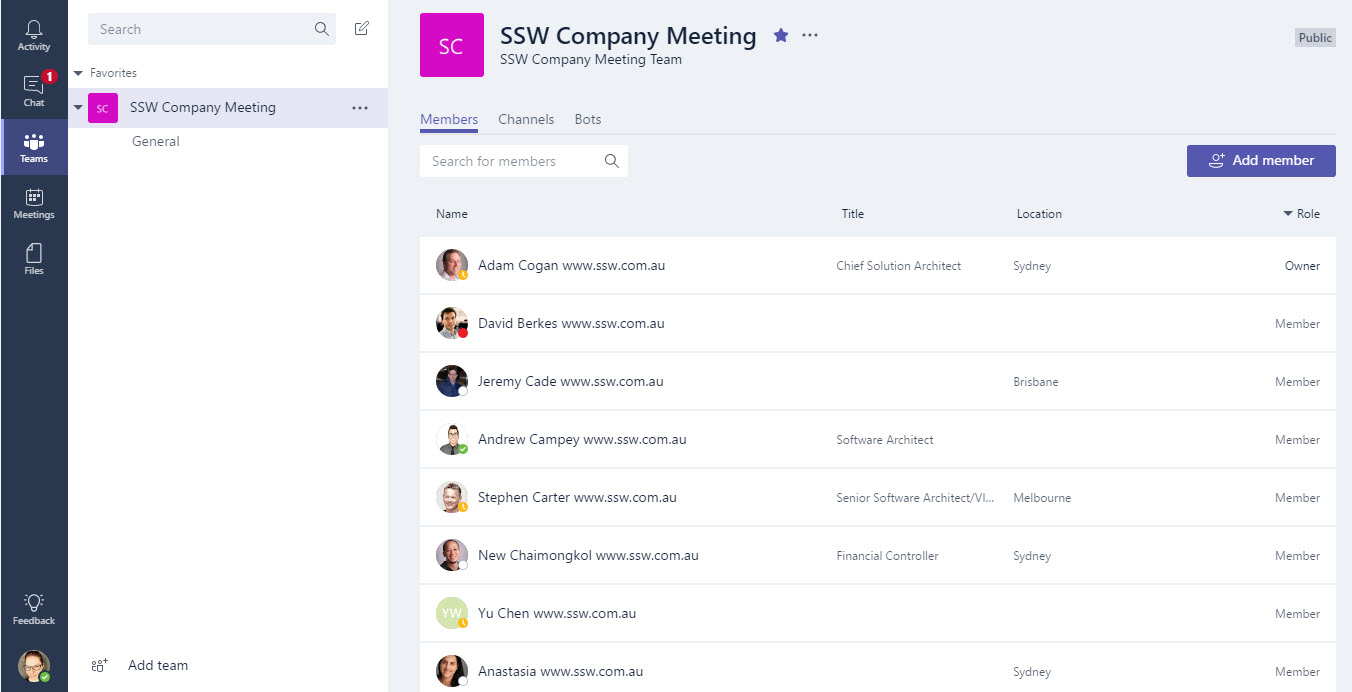 Activity
Chat
1
Teams
Meetings
Files
Feedback
Search
Favorites
SC SSW Company Meeting ...
General
Add team
SC
SSW Company Meeting ...
SSW Company Meeting Team
Public
Members Channels Bots
Search for members
Add member
Name Title Location Role
Adam Cogan www.ssw.com.au Chief Solution Architect Sydney Owner
David Berkes www.ssw.com.au Member
Jeremy Cade www.ssw.com.au Brisbane Member
Andrew Campey www.ssw.com.au Software Architect Member
Stephen Carter www.ssw.com.au Senior Software Architect/VI... Melbourne Member
New Chaimongkol www.ssw.com.au Financial Controller Sydney Member
YW Yu Chen www.ssw.com.au Member
Anastasia www.ssw.com.au Sydney Member